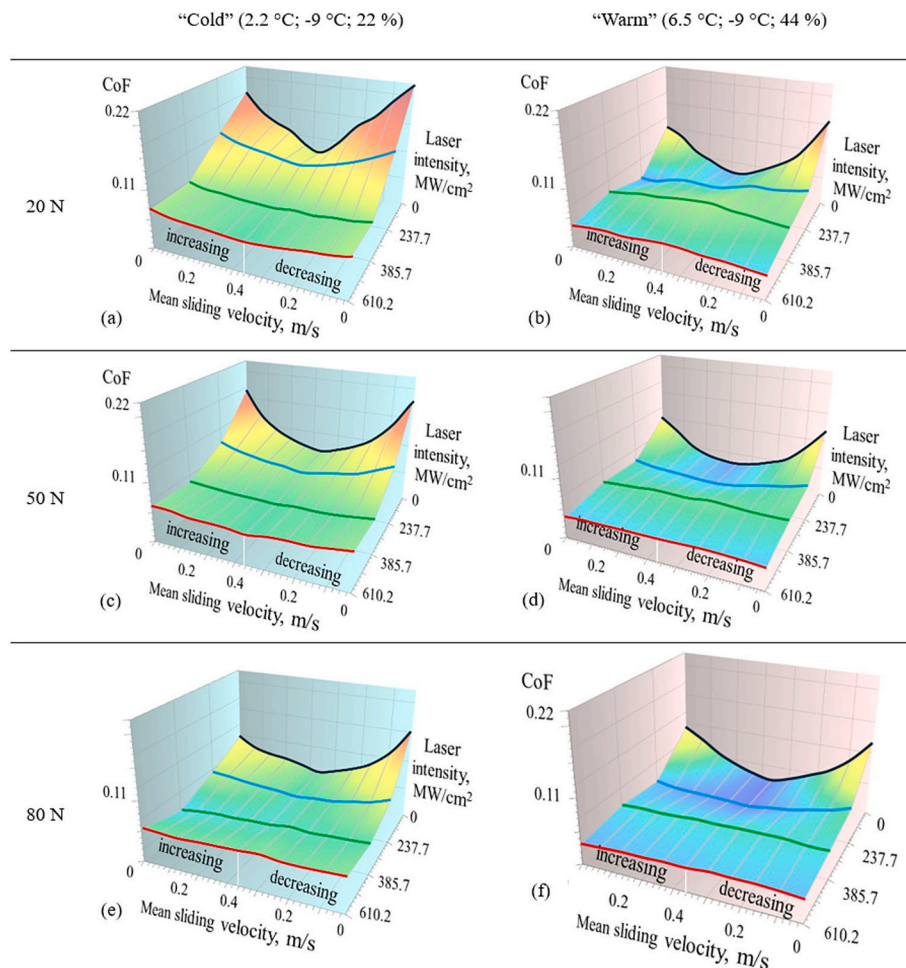 “Cold” (2.2 °C; -9 °C; 22 %)
“Warm” (6.5 °C; -9 °C; 44 %)
20 N
CoF
0.22
0.11
0
0.2
0.4
0.2
0
Mean sliding velocity, m/s
increasing
decreasing
Laser
intensity,
MW/cm²
0
237.7
385.7
610.2
(a)
CoF
0.22
0.11
0
0.2
0.4
0.2
0
Mean sliding velocity, m/s
increasing
decreasing
Laser
intensity,
MW/cm²
0
237.7
385.7
610.2
(b)
50 N
CoF
0.22
0.11
0
0.2
0.4
0.2
0
Mean sliding velocity, m/s
increasing
decreasing
Laser
intensity,
MW/cm²
0
237.7
385.7
610.2
(c)
0.11
0
0.2
0.4
0.2
0
Mean sliding velocity, m/s
increasing
decreasing
Laser
intensity,
MW/cm²
0
237.7
385.7
610.2
(d)
80 N
0.11
0
0.2
0.4
0.2
0
Mean sliding velocity, m/s
increasing
decreasing
Laser
intensity,
MW/cm²
0
237.7
385.7
610.2
(e)
CoF
0.22
0.11
0
0.2
0.4
0.2
0
Mean sliding velocity, m/s
increasing
decreasing
0
237.7
385.7
610.2
(f)